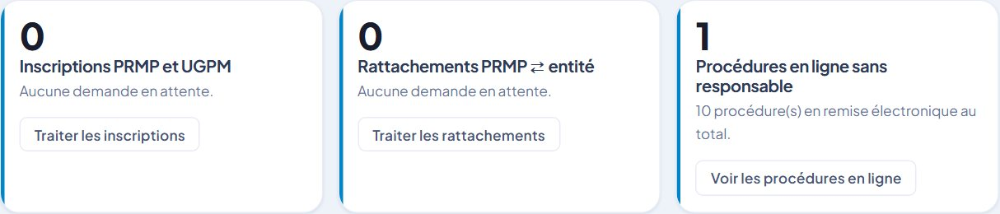 0
Inscriptions PRMP et UGPM
Aucune demande en attente.
Traiter les inscriptions
0
Rattachements PRMP ⇄ entité
Aucune demande en attente.
Traiter les rattachements
1
Procédures en ligne sans
responsable
10 procédure(s) en remise électronique au
total.
Voir les procédures en ligne